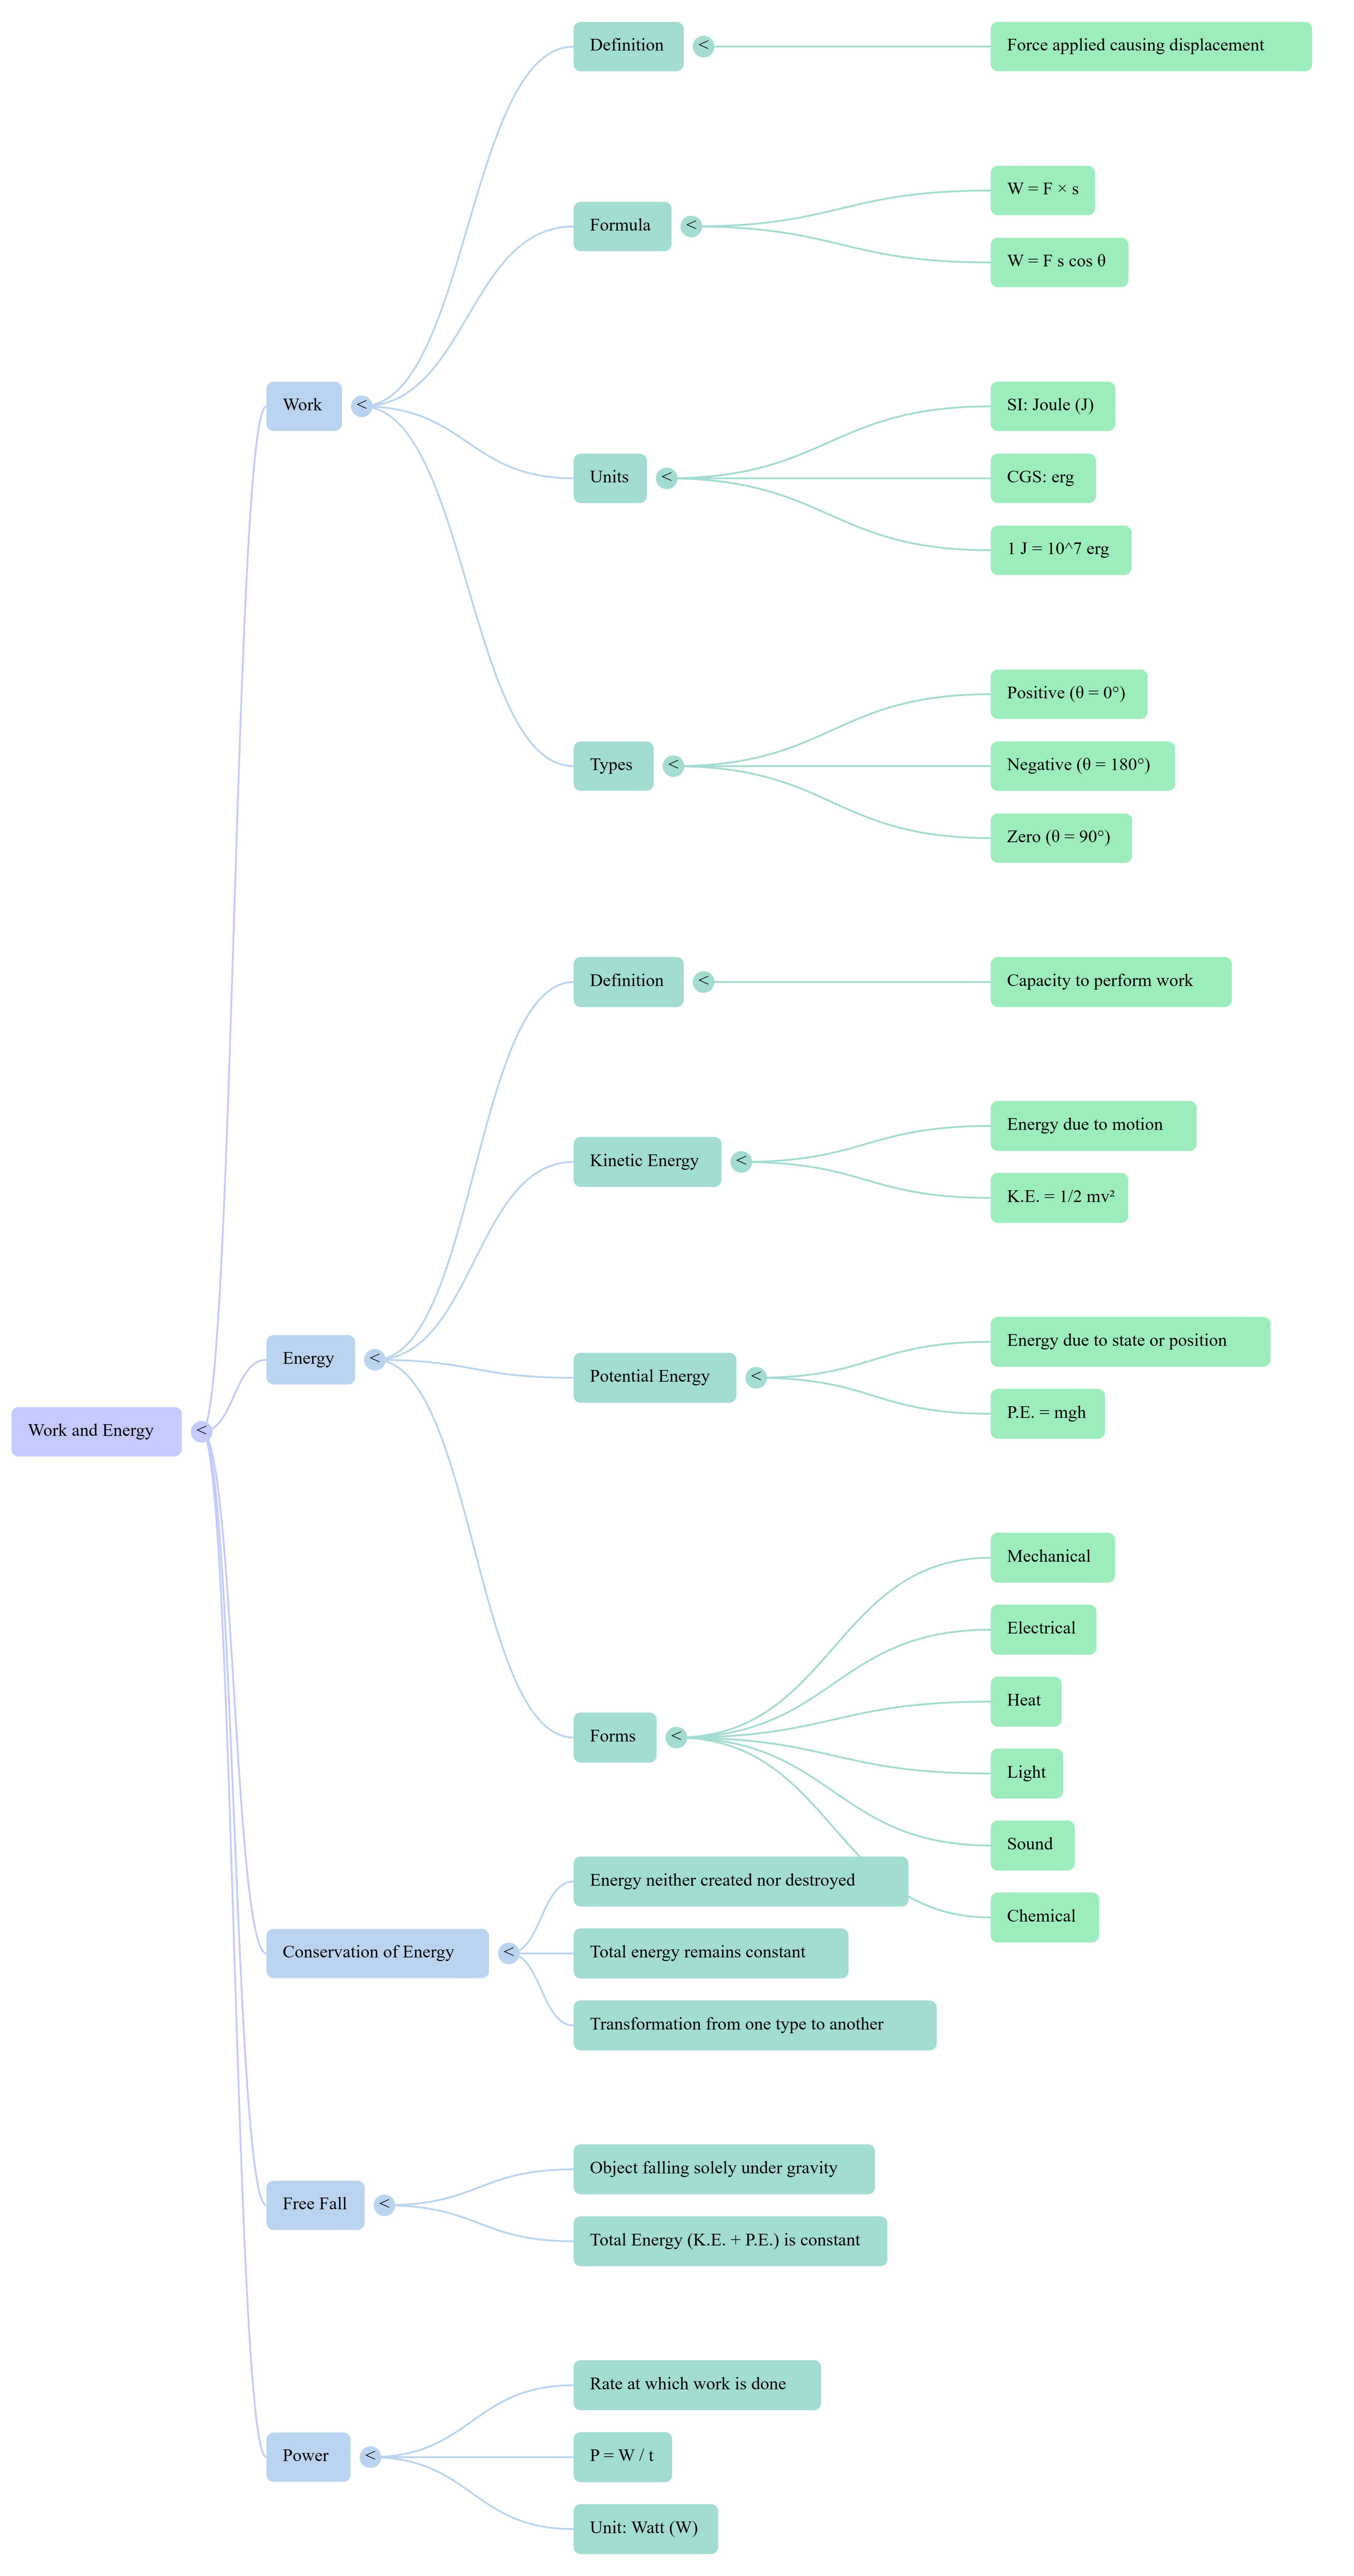 Work and Energy
<
Work
<
Definition
<
Force applied causing displacement
Formula
<
W = F × s
W = F s cos θ
Units
<
SI: Joule (J)
CGS: erg
1 J = 10^7 erg
Types
<
Positive (θ = 0°)
Negative (θ = 180°)
Zero (θ = 90°)
Energy
<
Definition
<
Capacity to perform work
Kinetic Energy
<
Energy due to motion
K.E. = 1/2 mv²
Potential Energy
<
Energy due to state or position
P.E. = mgh
Forms
<
Mechanical
Electrical
Heat
Light
Sound
Chemical
Conservation of Energy
<
Energy neither created nor destroyed
Total energy remains constant
Transformation from one type to another
Free Fall
<
Object falling solely under gravity
Total Energy (K.E. + P.E.) is constant
Power
<
Rate at which work is done
P = W / t
Unit: Watt (W)